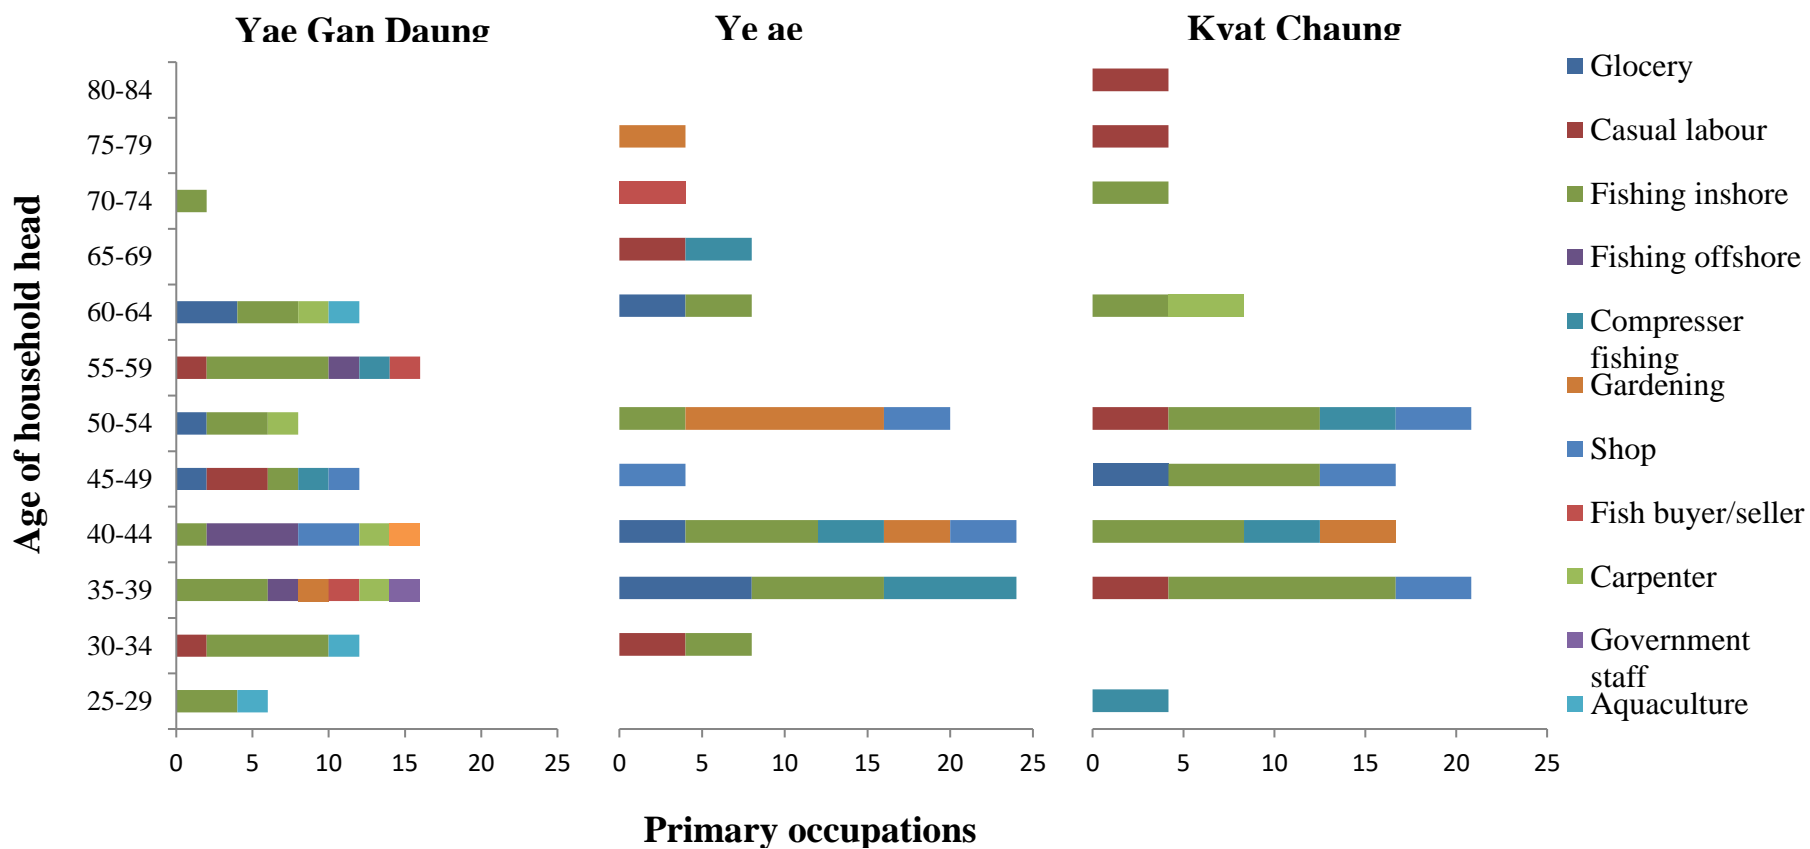 Yae Gan Daung
Ye ae
Kyat Chaung
Age of household head
80-84
75-79
70-74
65-69
60-64
55-59
50-54
45-49
40-44
35-39
30-34
25-29
0 5 10 15 20 25
0 5 10 15 20 25
0 5 10 15 20 25
Primary occupations
Glocery
Casual labour
Fishing inshore
Fishing offshore
Compresser
fishing
Gardening
Shop
Fish buyer/seller
Carpenter
Government
staff
Aquaculture